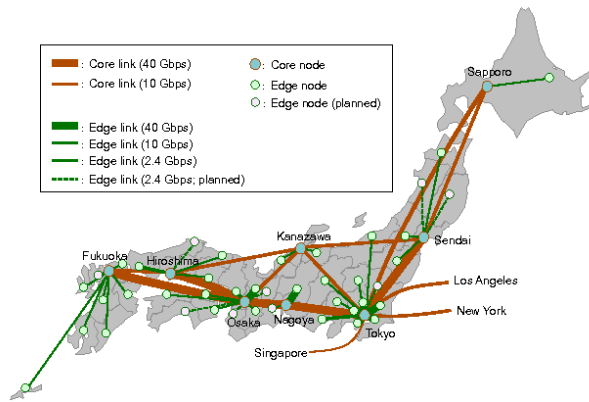 : Core link (40 Gbps)
: Core link (10 Gbps)
: Edge link (40 Gbps)
: Edge link (10 Gbps)
: Edge link (2.4 Gbps)
: Edge link (2.4 Gbps; planned)
: Core node
: Edge node
: Edge node (planned)
Sapporo
Kanazawa
Sendai
Fukuoka
Hiroshima
Los Angeles
New York
Osaka
Nagoya
Tokyo
Singapore